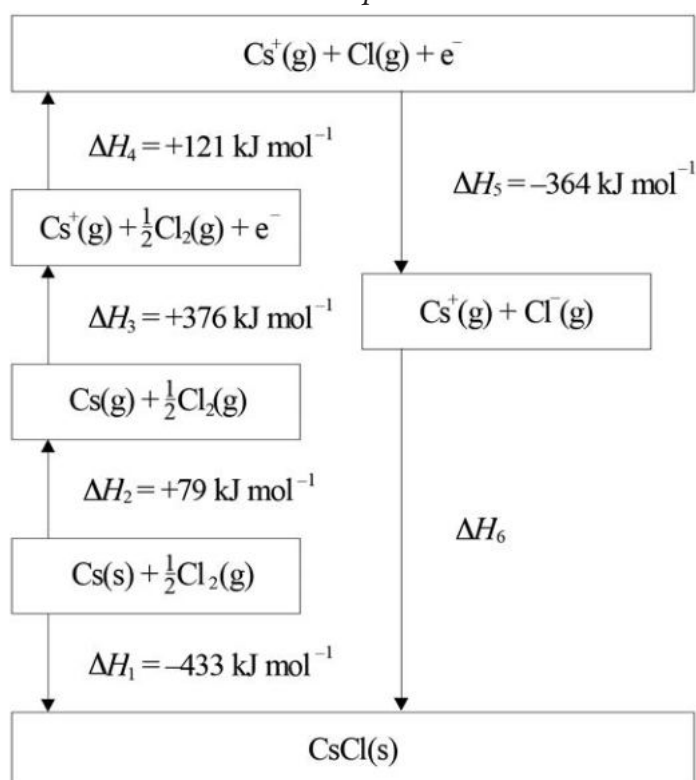 Cs⁺(g) + Cl(g) + e⁻
ΔH₄ = +121 kJ mol⁻¹
ΔH₅ = –364 kJ mol⁻¹
Cs⁺(g) + ½Cl₂(g) + e⁻
ΔH₃ = +376 kJ mol⁻¹
Cs⁺(g) + Cl⁻(g)
Cs(g) + ½Cl₂(g)
ΔH₂ = +79 kJ mol⁻¹
ΔH₆
Cs(s) + ½Cl₂(g)
ΔH₁ = –433 kJ mol⁻¹
CsCl(s)